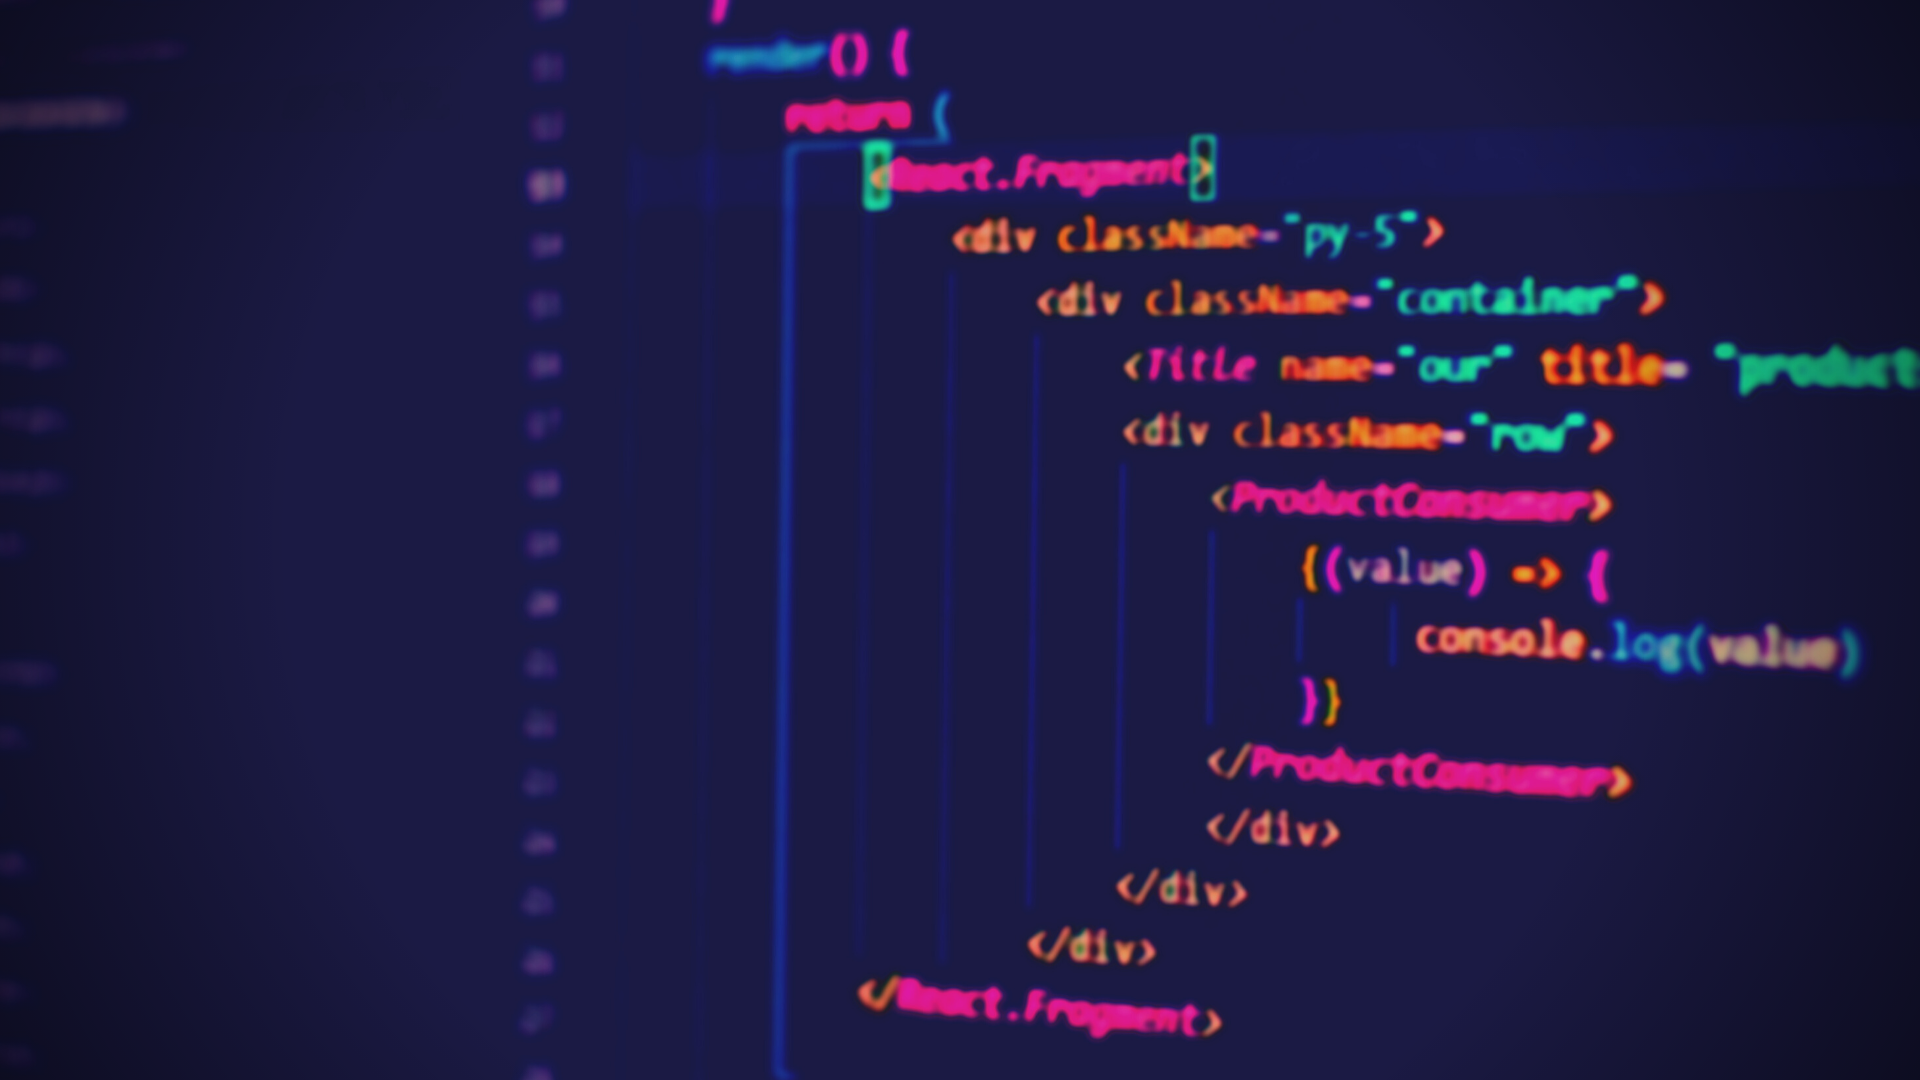 render() {
return (
<React.Fragment>
<div className="py-5">
<div className="container">
<Title name="our" title= "product
<div className="row">
<ProductConsumer>
{(value) => {
console.log(value)
}}
</ProductConsumer>
</div>
</div>
</div>
</React.Fragment>